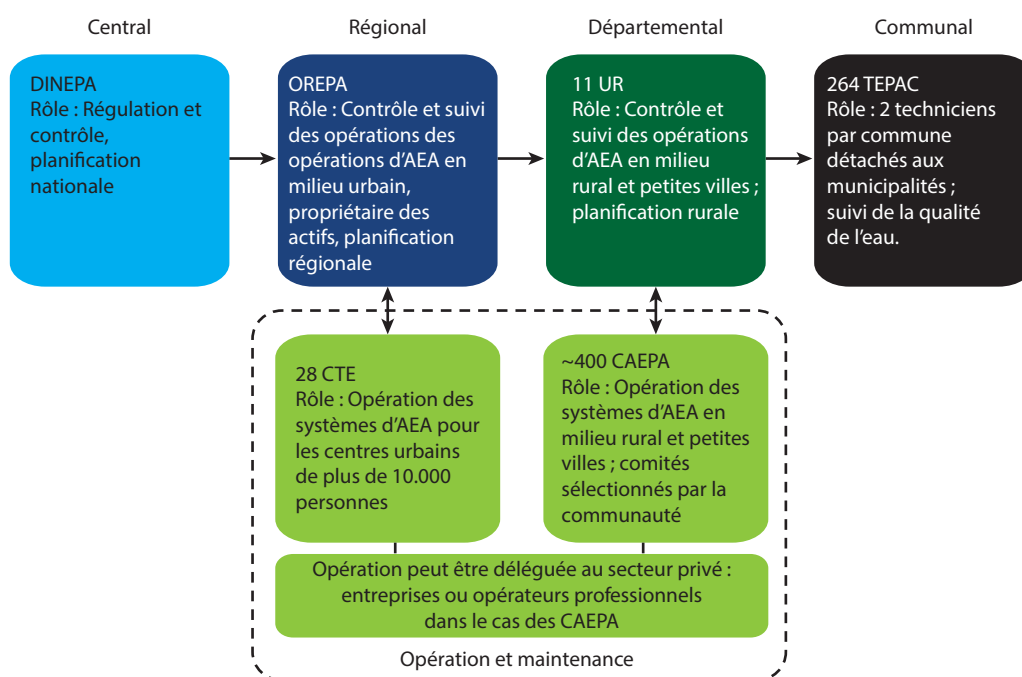 Central
Régional
Départemental
Communal
DINEPA
Rôle : Régulation et
contrôle,
planification
nationale
OREPA
Rôle : Contrôle et suivi
des opérations des
opérations d'AEA en
milieu urbain,
propriétaire des
actifs, planification
régionale
11 UR
Rôle : Contrôle et
suivi des opérations
d'AEA en milieu
rural et petites villes ;
planification rurale
264 TEPAC
Rôle : 2 techniciens
par commune
détachés aux
municipalités ;
suivi de la qualité
de l'eau.
28 CTE
Rôle : Opération des
systèmes d'AEA pour
les centres urbains
de plus de 10.000
personnes
~400 CAEPA
Rôle : Opération des
systèmes d'AEA en
milieu rural et petites
villes ; comités
sélectionnés par la
communauté
Opération peut être déléguée au secteur privé :
entreprises ou opérateurs professionnels
dans le cas des CAEPA
Opération et maintenance